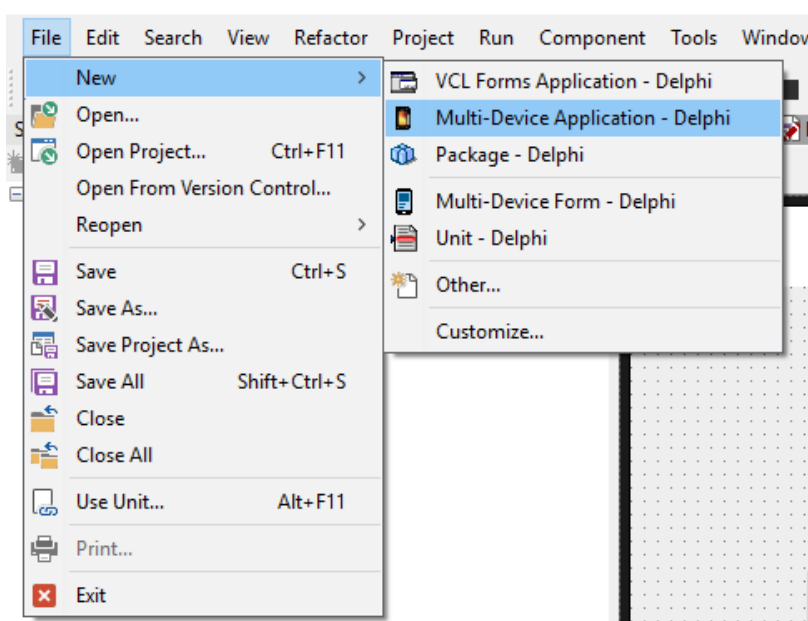 File Edit Search View Refactor Project Run Component Tools Window
New
Open...
Open Project... Ctrl+F11
Open From Version Control...
Reopen
Save Ctrl+S
Save As...
Save Project As...
Save All Shift+Ctrl+S
Close
Close All
Use Unit... Alt+F11
Print...
Exit
VCL Forms Application - Delphi
Multi-Device Application - Delphi
Package - Delphi
Multi-Device Form - Delphi
Unit - Delphi
Other...
Customize...